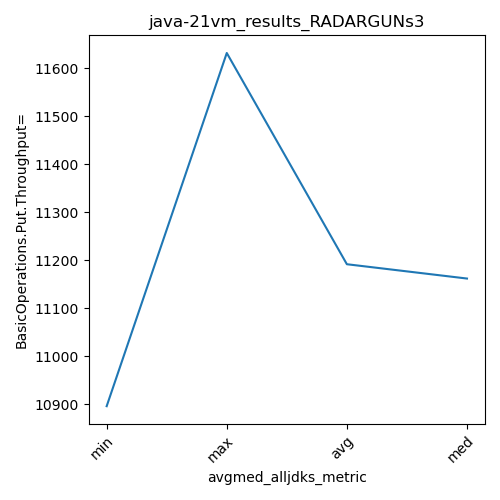 java-21vm_results_RADARGUNs3
BasicOperations.Put.Throughput=
11600
11500
11400
11300
11200
11100
11000
10900
min
max
avg
med
avgmed_alljdks_metric